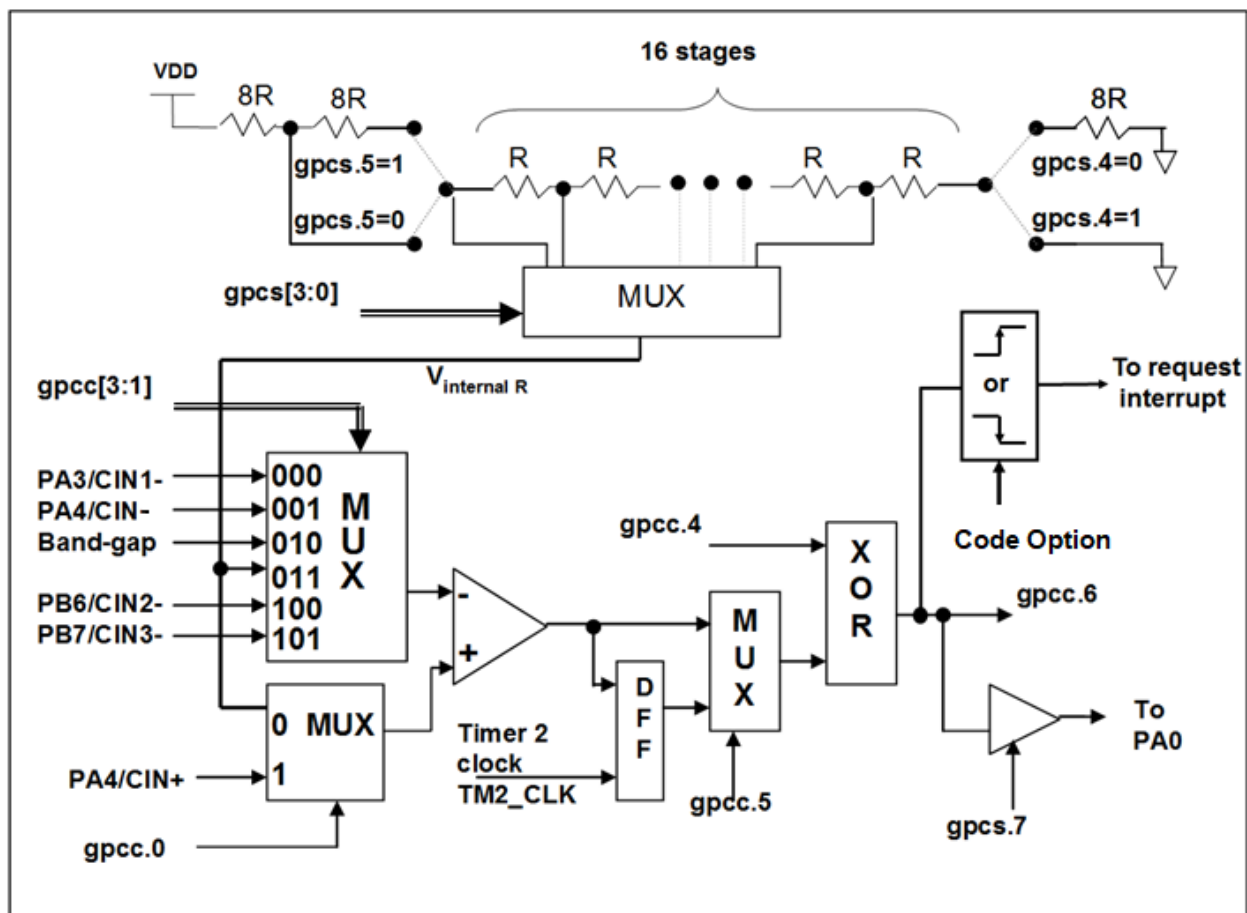 16 stages
VDD
8R
8R
8R
gpcs.5=1
R
R
R
R
gpcs.4=0
gpcs.5=0
gpcs.4=1
gpcs[3:0]
MUX
V internal R
gpcc[3:1]
or
To request
interrupt
PA3/CIN1-
000
PA4/CIN-
001
Band-gap
010
011
PB6/CIN2-
100
PB7/CIN3-
101
M
U
X
-
+
gpcc.4
Code Option
X
O
R
gpcc.6
M
U
X
D
F
F
0 MUX
1
PA4/CIN+
gpcc.0
Timer 2
clock
TM2_CLK
gpcc.5
To
PA0
gpcs.7